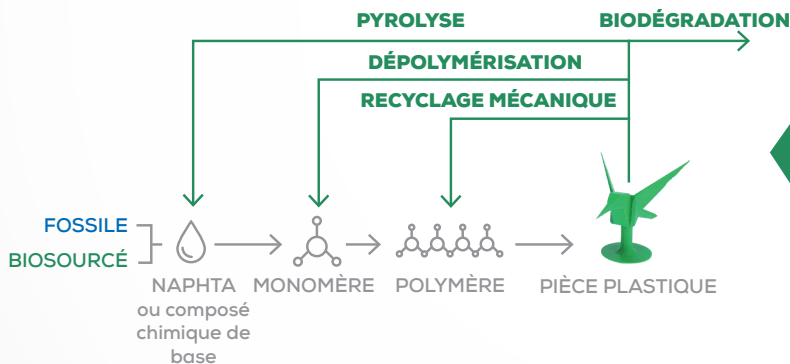 PYROLYSE
BIODÉGRADATION
DÉPOLYMÉRISATION
RECYCLAGE MÉCANIQUE
FOSSILE
BIOSOURCÉ
NAPHTA
ou composé
chimique de
base
MONOMÈRE
POLYMÈRE
PIÈCE PLASTIQUE